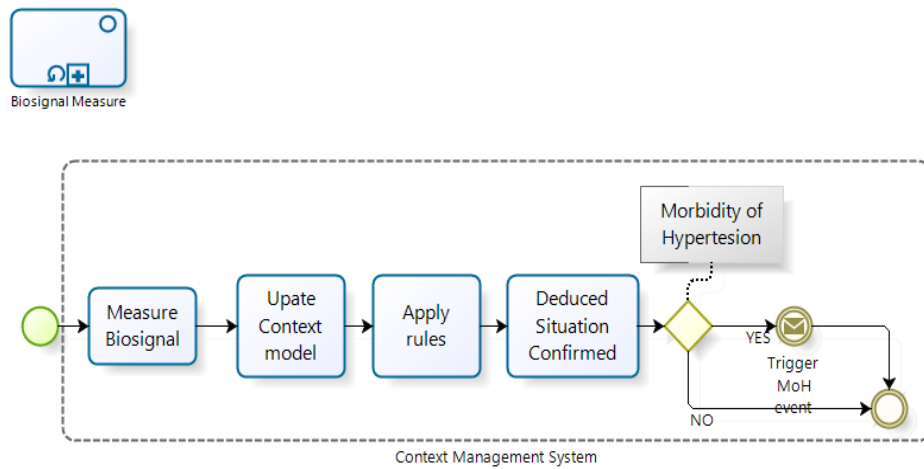 Biosignal Measure
Morbidity of
Hypertesion
Measure
Biosignal
Upate
Context
model
Apply
rules
Deduced
Situation
Confirmed
YES
Trigger
MoH
event
NO
Context Management System